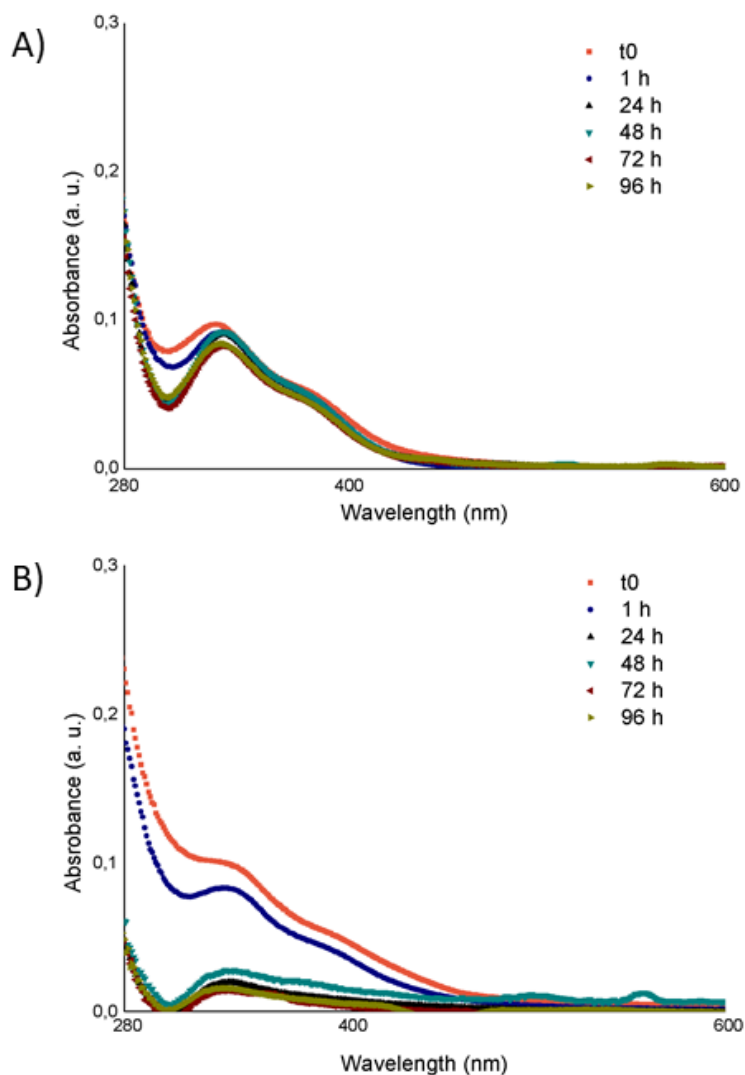 A)
0,3
0,2
0,1
0,0
Absorbance (a. u.)
t0
1 h
24 h
48 h
72 h
96 h
280
400
600
Wavelength (nm)
B)
0,3
0,2
0,1
0,0
Absrobance (a. u.)
t0
1 h
24 h
48 h
72 h
96 h
280
400
600
Wavelength (nm)